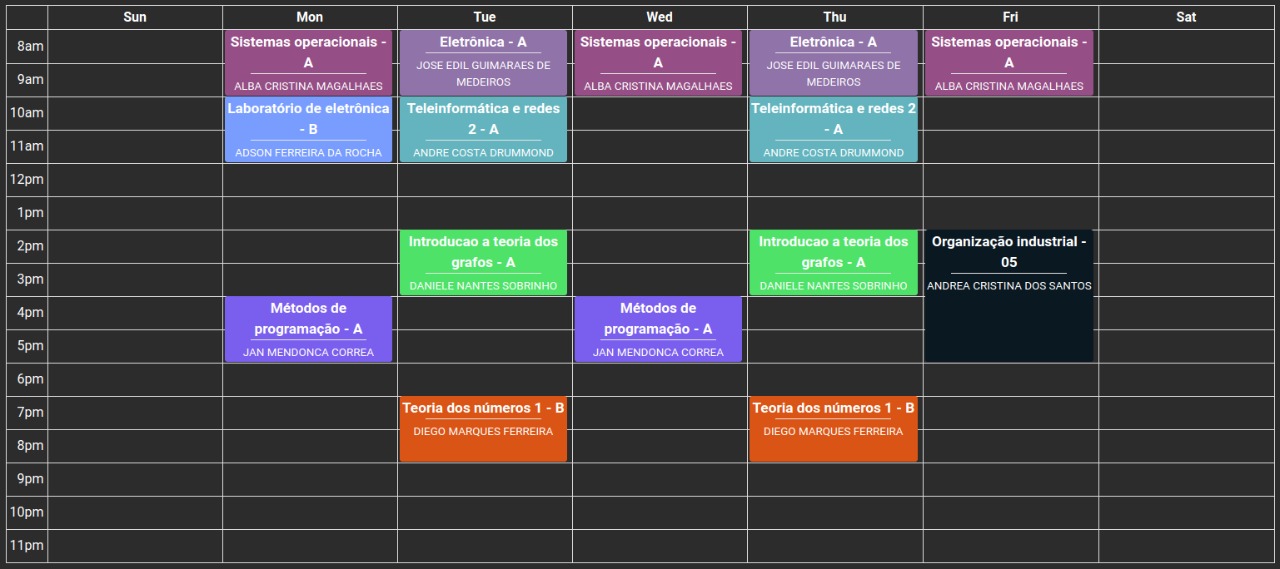 Sun Mon Tue Wed Thu Fri Sat
8am
Sistemas operacionais -
A
ALBA CRISTINA MAGALHAES
Eletrônica - A
JOSE EDIL GUIMARAES DE
MEDEIROS
Sistemas operacionais -
A
ALBA CRISTINA MAGALHAES
Eletrônica - A
JOSE EDIL GUIMARAES DE
MEDEIROS
Sistemas operacionais -
A
ALBA CRISTINA MAGALHAES
9am
10am
Laboratório de eletrônica
- B
ADSON FERREIRA DA ROCHA
Teleinformática e redes
2 - A
ANDRE COSTA DRUMMOND
Teleinformática e redes 2
- A
ANDRE COSTA DRUMMOND
11am
12pm
1pm
2pm
Introducao a teoria dos
grafos - A
DANIELE NANTES SOBRINHO
Introducao a teoria dos
grafos - A
DANIELE NANTES SOBRINHO
Organização industrial -
05
ANDREA CRISTINA DOS SANTOS
3pm
4pm
Métodos de
programação - A
JAN MENDONCA CORREA
Métodos de
programação - A
JAN MENDONCA CORREA
5pm
6pm
7pm
Teoria dos números 1 - B
DIEGO MARQUES FERREIRA
Teoria dos números 1 - B
DIEGO MARQUES FERREIRA
8pm
9pm
10pm
11pm